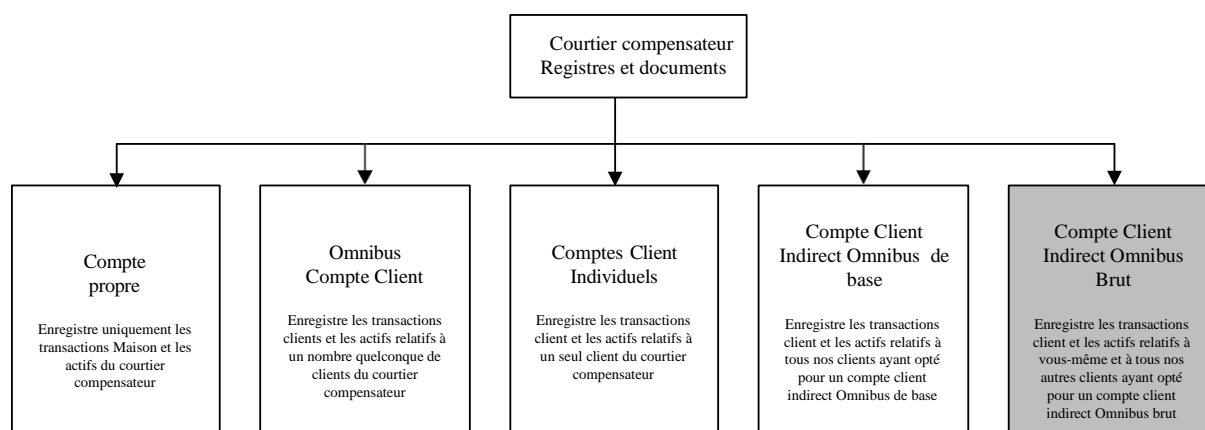 Courtier compensateur
Registres et documents
Compte
propre
Enregistre uniquement les
transactions Maison et les
actifs du courtier
compensateur
Omnibus
Compte Client
Enregistre les transactions
clients et les actifs relatifs à
un nombre quelconque de
clients du courtier
compensateur
Comptes Client
Individuels
Enregistre les transactions
client et les actifs relatifs à
un seul client du courtier
compensateur
Compte Client
Indirect Omnibus de
base
Enregistre les transactions
client et les actifs relatifs à
tous nos clients ayant opté
pour un compte client
indirect Omnibus de base
Compte Client
Indirect Omnibus
Brut
Enregistre les transactions
client et les actifs relatifs à
vous-même et à tous nos
autres clients ayant opté
pour un compte client
indirect Omnibus brut